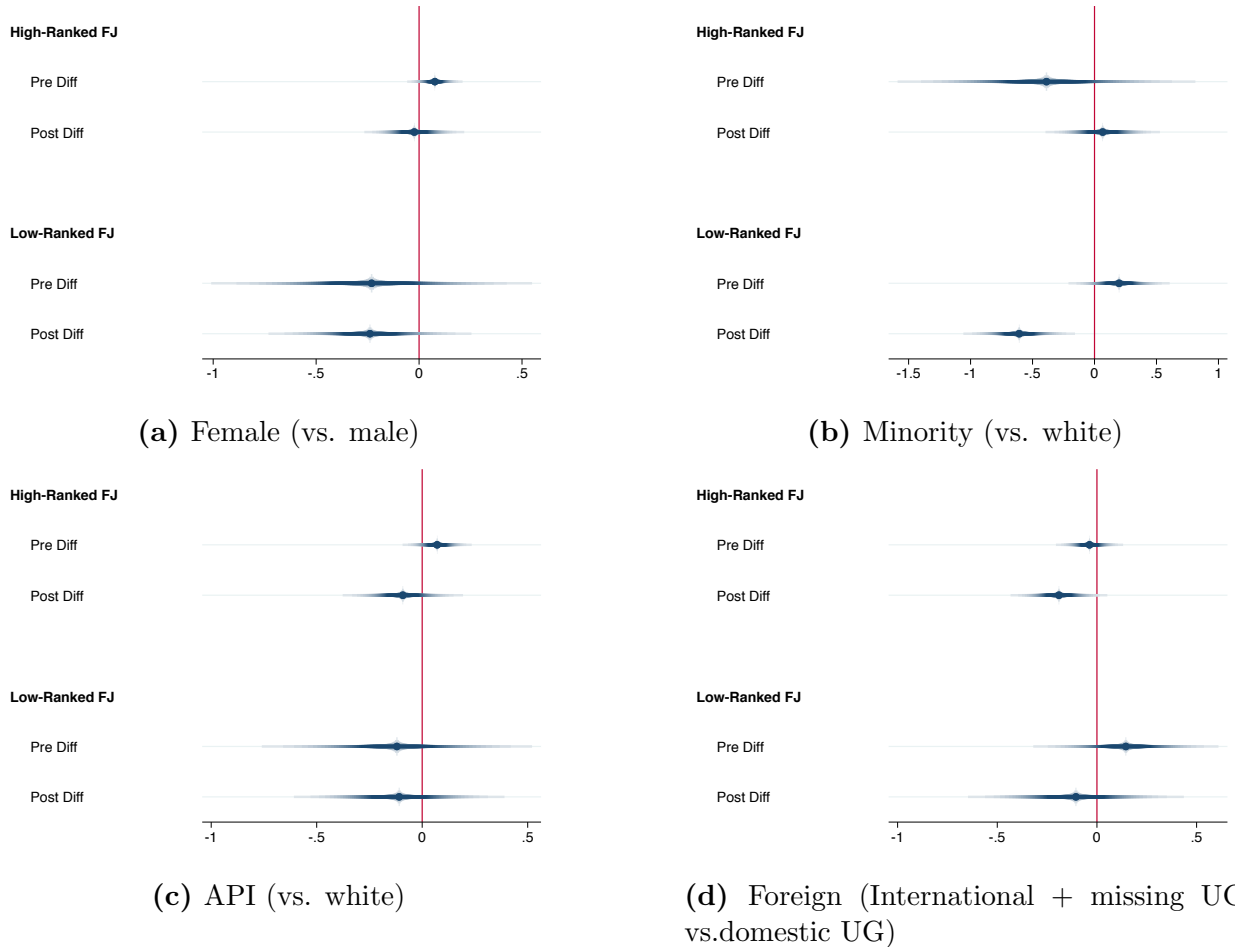 High-Ranked FJ
Pre Diff
Post Diff
Low-Ranked FJ
Pre Diff
Post Diff
-1 -.5 0 .5
(a) Female (vs. male)
High-Ranked FJ
Pre Diff
Post Diff
Low-Ranked FJ
Pre Diff
Post Diff
-1.5 -1 -.5 0 .5 1
(b) Minority (vs. white)
High-Ranked FJ
Pre Diff
Post Diff
Low-Ranked FJ
Pre Diff
Post Diff
-1 -.5 0 .5
(c) API (vs. white)
High-Ranked FJ
Pre Diff
Post Diff
Low-Ranked FJ
Pre Diff
Post Diff
-1 -.5 0 .5
(d) Foreign (International + missing UG
vs.domestic UG)